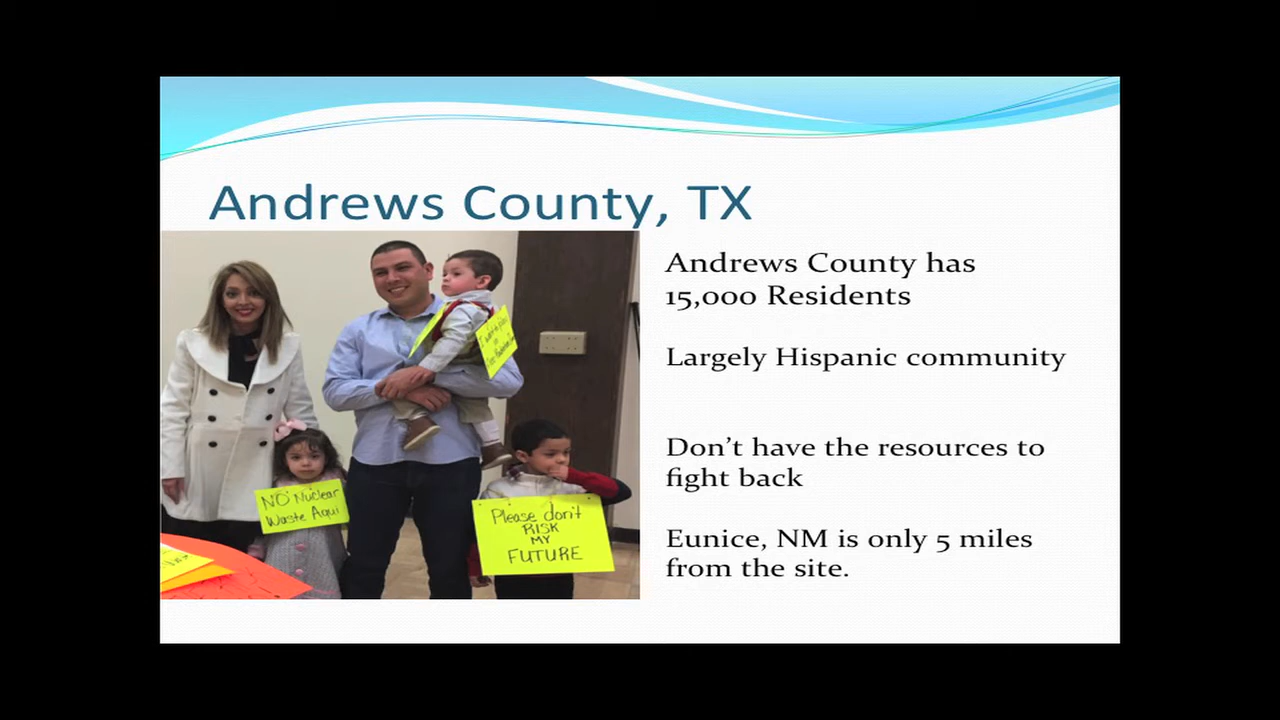 Andrews County, TX
Andrews County has
15,000 Residents
Largely Hispanic community
Don't have the resources to
fight back
Eunice, NM is only 5 miles
from the site.
NO Nuclear
Waste Aqui
Please don't
RISK
MY
FUTURE